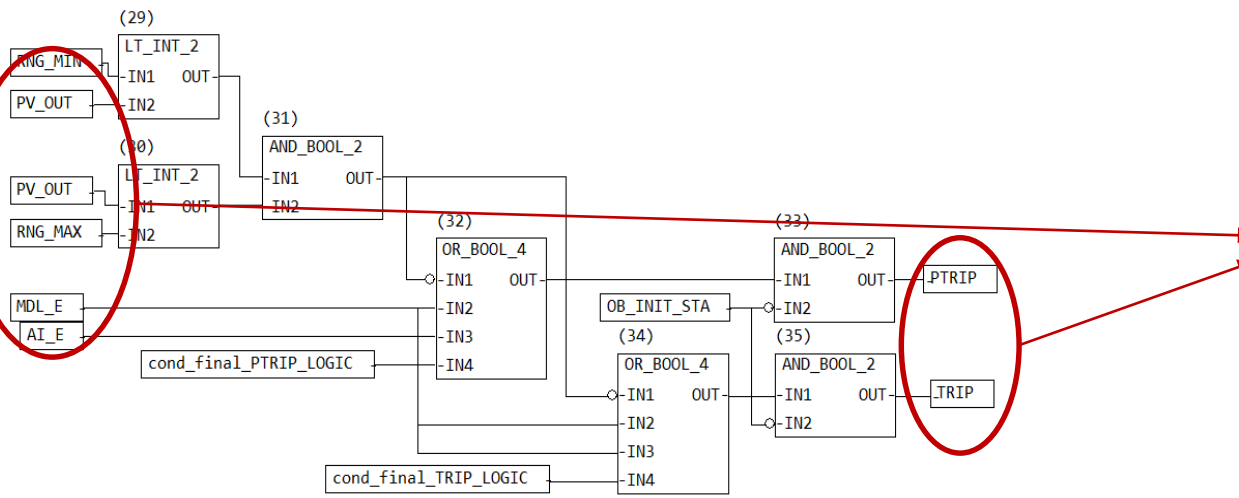 (29)
LT_INT_2
RNG_MIN
IN1 OUT
PV_OUT
IN2
(31)
(30)
AND_BOOL_2
LT_INT_2
PV_OUT
IN1 OUT
IN1 OUT
IN2
RNG_MAX
IN2
(32)
(33)
OR_BOOL_4
AND_BOOL_2
IN1 OUT
IN1 OUT
PTRIP
MDL_E
IN2
OB_INIT_STA
IN2
AI_E
IN3
(34)
(35)
cond_final_PTRIP_LOGIC
IN4
OR_BOOL_4
AND_BOOL_2
IN1 OUT
IN1 OUT
TRIP
IN2
IN2
IN3
cond_final_TRIP_LOGIC
IN4